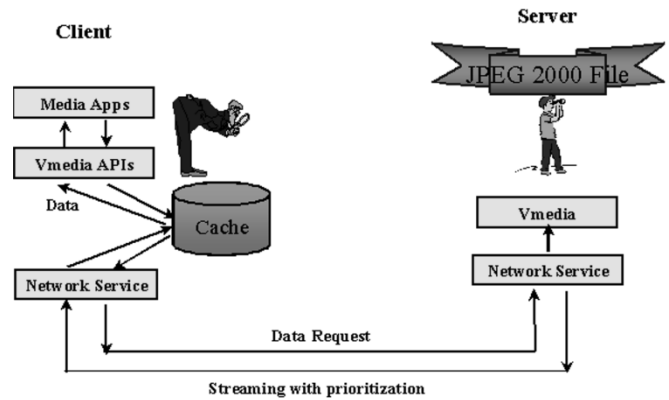 Client
Server
JPEG 2000 File
Media Apps
Vmedia APIs
Data
Cache
Vmedia
Network Service
Network Service
Data Request
Streaming with prioritization